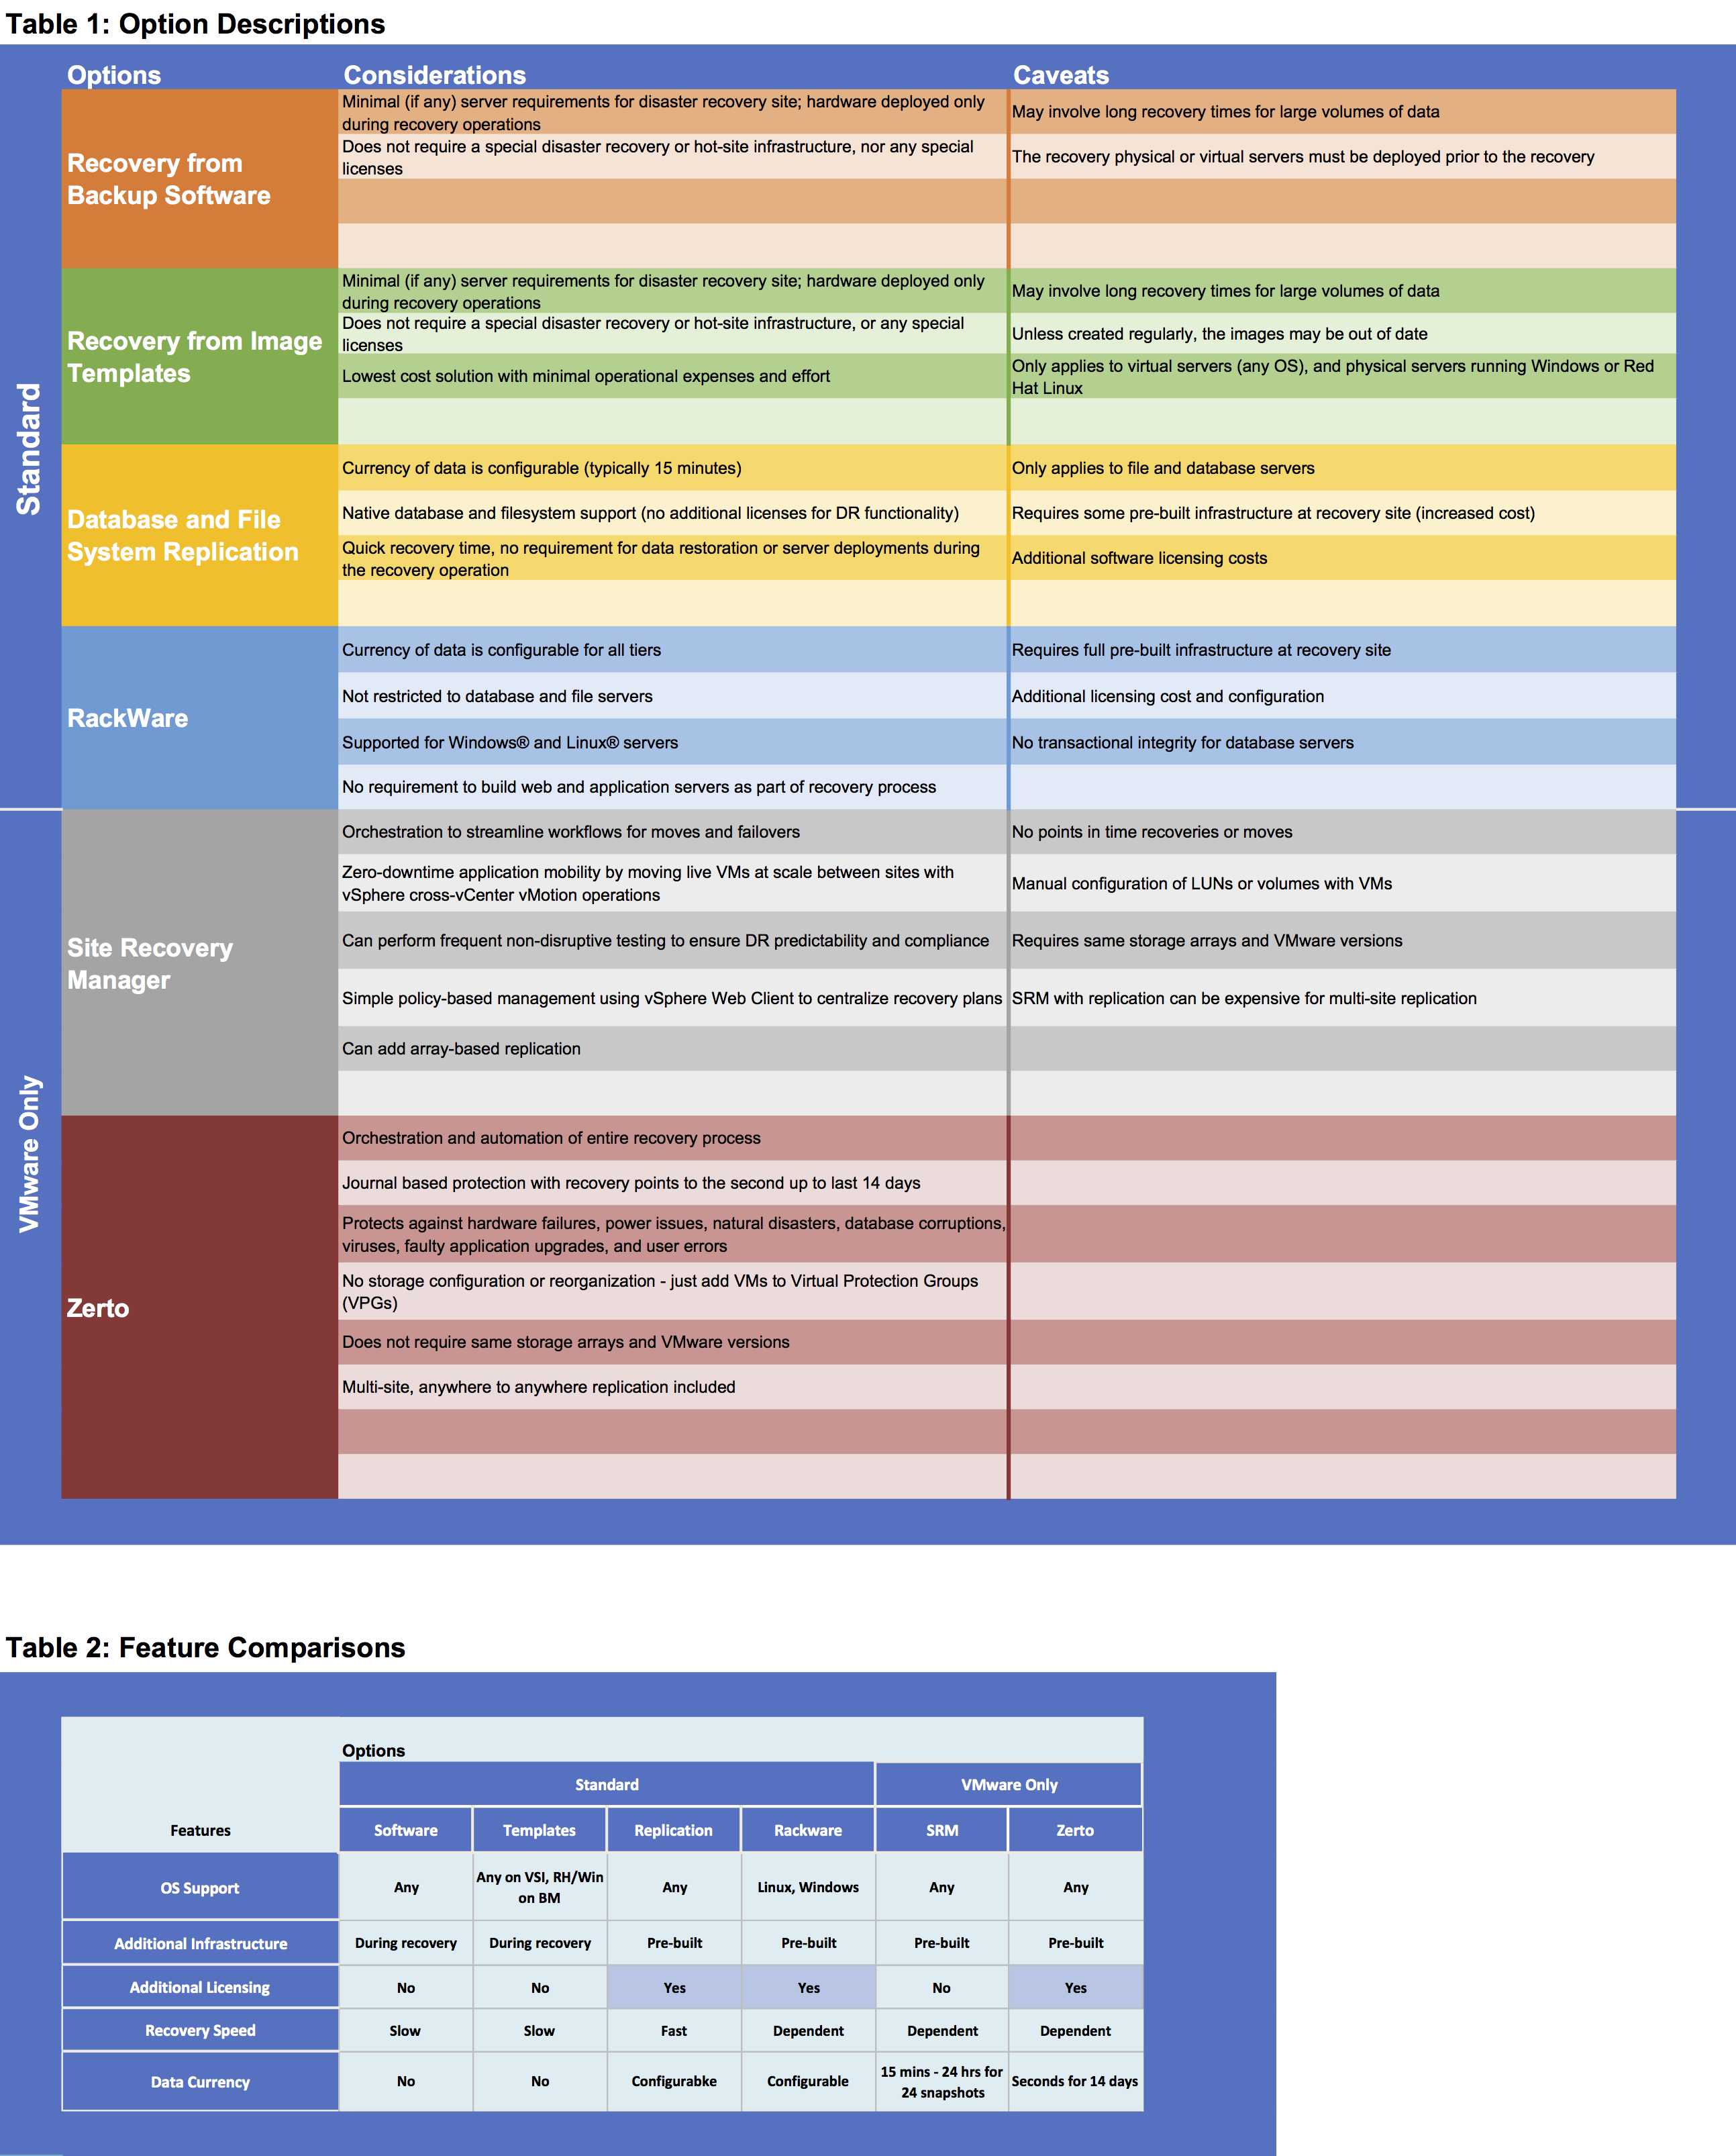 Table 1: Option Descriptions
Options
Considerations
Caveats
Standard
Recovery from
Backup Software
Minimal (if any) server requirements for disaster recovery site; hardware deployed only
during recovery operations
May involve long recovery times for large volumes of data
Does not require a special disaster recovery or hot-site infrastructure, nor any special
licenses
The recovery physical or virtual servers must be deployed prior to the recovery
Recovery from Image
Templates
Minimal (if any) server requirements for disaster recovery site; hardware deployed only
during recovery operations
May involve long recovery times for large volumes of data
Does not require a special disaster recovery or hot-site infrastructure, or any special
licenses
Unless created regularly, the images may be out of date
Lowest cost solution with minimal operational expenses and effort
Only applies to virtual servers (any OS), and physical servers running Windows or Red
Hat Linux
Database and File
System Replication
Currency of data is configurable (typically 15 minutes)
Only applies to file and database servers
Native database and filesystem support (no additional licenses for DR functionality)
Requires some pre-built infrastructure at recovery site (increased cost)
Quick recovery time, no requirement for data restoration or server deployments during
the recovery operation
Additional software licensing costs
RackWare
Currency of data is configurable for all tiers
Requires full pre-built infrastructure at recovery site
Not restricted to database and file servers
Additional licensing cost and configuration
Supported for Windows® and Linux® servers
No transactional integrity for database servers
No requirement to build web and application servers as part of recovery process
VMware Only
Site Recovery
Manager
Orchestration to streamline workflows for moves and failovers
No points in time recoveries or moves
Zero-downtime application mobility by moving live VMs at scale between sites with
vSphere cross-vCenter vMotion operations
Manual configuration of LUNs or volumes with VMs
Can perform frequent non-disruptive testing to ensure DR predictability and compliance
Requires same storage arrays and VMware versions
Simple policy-based management using vSphere Web Client to centralize recovery plans
SRM with replication can be expensive for multi-site replication
Can add array-based replication
Zerto
Orchestration and automation of entire recovery process
Journal based protection with recovery points to the second up to last 14 days
Protects against hardware failures, power issues, natural disasters, database corruptions,
viruses, faulty application upgrades, and user errors
No storage configuration or reorganization - just add VMs to Virtual Protection Groups
(VPGs)
Does not require same storage arrays and VMware versions
Multi-site, anywhere to anywhere replication included
Table 2: Feature Comparisons
Options
Standard
VMware Only
Features
Software
Templates
Replication
Rackware
SRM
Zerto
OS Support
Any
Any on VSI, RH/Win
on BM
Any
Linux, Windows
Any
Any
Additional Infrastructure
During recovery
During recovery
Pre-built
Pre-built
Pre-built
Pre-built
Additional Licensing
No
No
Yes
Yes
No
Yes
Recovery Speed
Slow
Slow
Fast
Dependent
Dependent
Dependent
Data Currency
No
No
Configurabke
Configurable
15 mins - 24 hrs for
24 snapshots
Seconds for 14 days